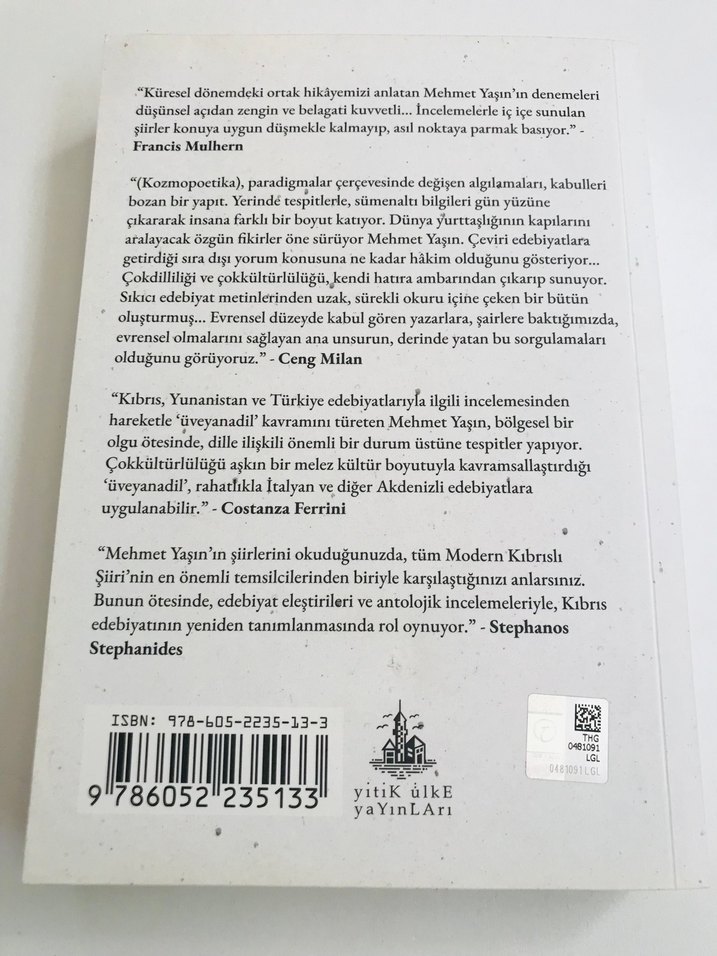 “Küresel dönemdeki ortak hikâyemizi anlatan Mehmet Yaşın’ın denemeleri
düşünsel açıdan zengin ve belagati kuvvetli... İncelemelerle iç içe sunulan
şiirler konuya uygun düşmekle kalmayıp, asıl noktaya parmak basıyor.” -
Francis Mulhern
“(Kozmopoetika), paradigmalar çerçevesinde değişen algılamaları, kabulleri
bozan bir yapıt. Yerinde tespitlerle, sümenaltı bilgileri gün yüzüne
çıkararak insana farklı bir boyut katıyor. Dünya yurttaşlığının kapılarını
aralayacak özgün fikirler öne sürüyor Mehmet Yaşın. Çeviri edebiyatlara
getirdiği sıra dışı yorum konusuna ne kadar hâkim olduğunu gösteriyor...
Çokdilliliği ve çokkültürlülüğü, kendi hatıra ambarından çıkarıp sunuyor.
Sıkıcı edebiyat metinlerinden uzak, sürekli okuru içine çeken bir bütün
oluşturmuş... Evrensel düzeyde kabul gören yazarlara, şairlere baktığımızda,
evrensel olmalarını sağlayan ana unsurun, derinde yatan bu sorgulamaları
olduğunu görüyoruz.” - Ceng Milan
“Kıbrıs, Yunanistan ve Türkiye edebiyatlarıyla ilgili incelemesinden
hareketle ‘üveyanadil’ kavramını türeten Mehmet Yaşın, bölgesel bir
olgu ötesinde, dille ilişkili önemli bir durum üstüne tespitler yapıyor.
Çokkültürlülüğü aşkın bir melez kültür boyutuyla kavramsallaştırdığı
‘üveyanadil’, rahatlıkla İtalyan ve diğer Akdenizli edebiyatlara
uygulanabilir.” - Costanza Ferrini
“Mehmet Yaşın’ın şiirlerini okuduğunuzda, tüm Modern Kıbrıslı
Şiiri’nin en önemli temsilcilerinden biriyle karşılaştığınızı anlarsınız.
Bunun ötesinde, edebiyat eleştirileri ve antolojik incelemeleriyle, Kıbrıs
edebiyatının yeniden tanımlanmasında rol oynuyor.” - Stephanos
Stephanides
ISBN: 978-605-2235-13-3
9 786052 235133
yitiK ülkE
yaYınLArı
THG
0481091
LGL
0481091LGL